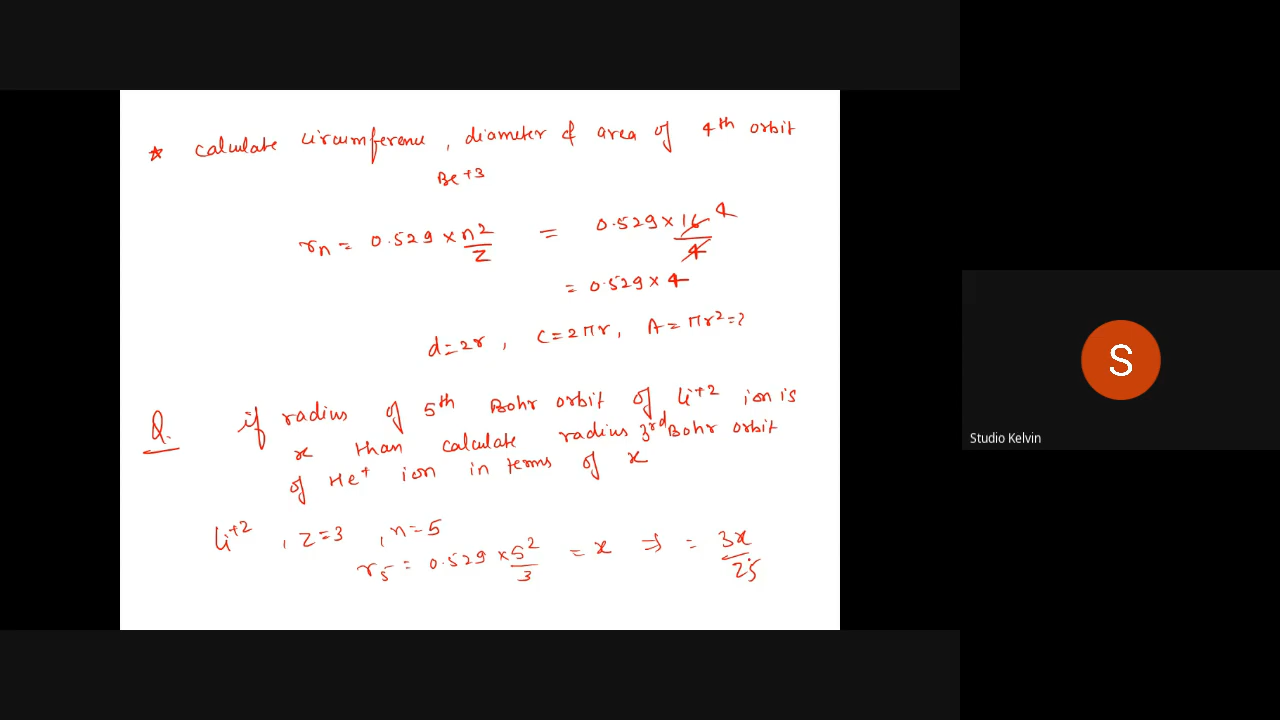 * calculate circumference, diameter & area of 4th orbit
Be+3
rn = 0.529 × n²/Z = 0.529 × 16/4 4
= 0.529 × 4
d=2r, C=2πr, A=πr²=?
Q. if radius of 5th Bohr orbit of Li+2 ion is
x than calculate radius 3rd Bohr orbit
of He+ ion in terms of x
Li+2, Z=3, n=5
r5 = 0.529 × 5²/3 = x ⇒ = 3x/25
S
Studio Kelvin